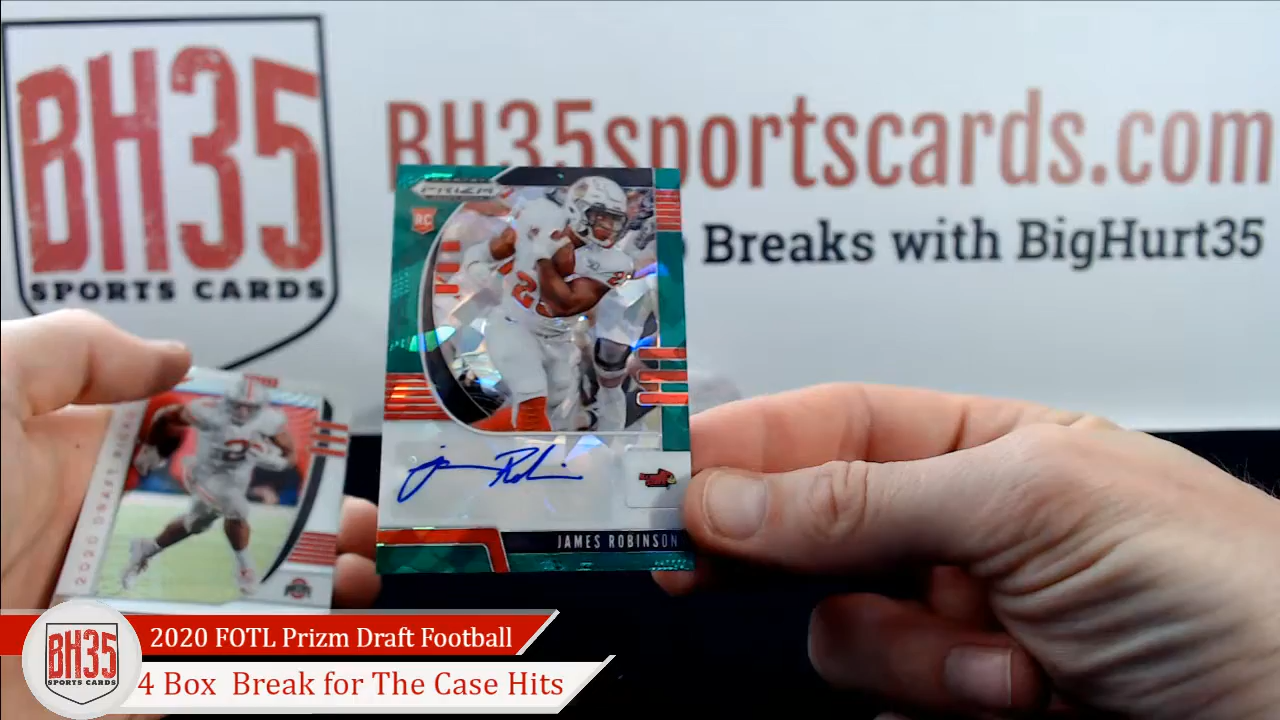 BH35
SPORTS CARDS
BH35sportscards.com
Breaks with BigHurt35
PRIZM
RC
JAMES ROBINSON
2020 DRAFT PICKS
BH35
SPORTS CARDS
2020 FOTL Prizm Draft Football
4 Box Break for The Case Hits